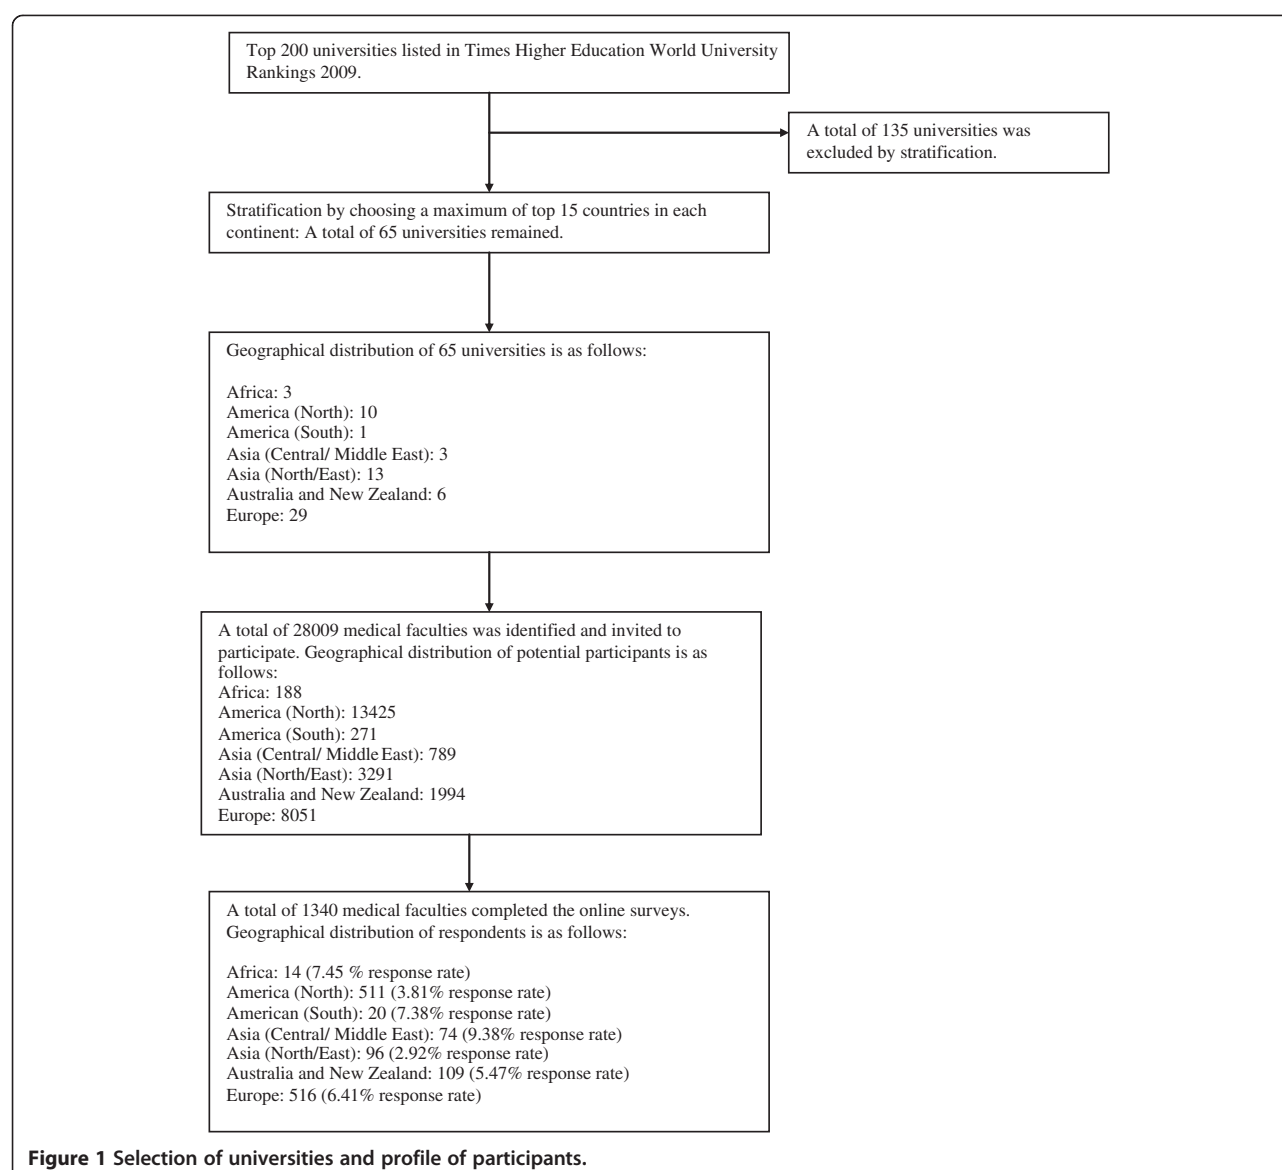 Top 200 universities listed in Times Higher Education World University
Rankings 2009.
A total of 135 universities was
excluded by stratification.
Stratification by choosing a maximum of top 15 countries in each
continent: A total of 65 universities remained.
Geographical distribution of 65 universities is as follows:
Africa: 3
America (North): 10
America (South): 1
Asia (Central/ Middle East): 3
Asia (North/East): 13
Australia and New Zealand: 6
Europe: 29
A total of 28009 medical faculties was identified and invited to
participate. Geographical distribution of potential participants is as
follows:
Africa: 188
America (North): 13425
America (South): 271
Asia (Central/ Middle East): 789
Asia (North/East): 3291
Australia and New Zealand: 1994
Europe: 8051
A total of 1340 medical faculties completed the online surveys.
Geographical distribution of respondents is as follows:
Africa: 14 (7.45 % response rate)
America (North): 511 (3.81% response rate)
American (South): 20 (7.38% response rate)
Asia (Central/ Middle East): 74 (9.38% response rate)
Asia (North/East): 96 (2.92% response rate)
Australia and New Zealand: 109 (5.47% response rate)
Europe: 516 (6.41% response rate)
Figure 1 Selection of universities and profile of participants.